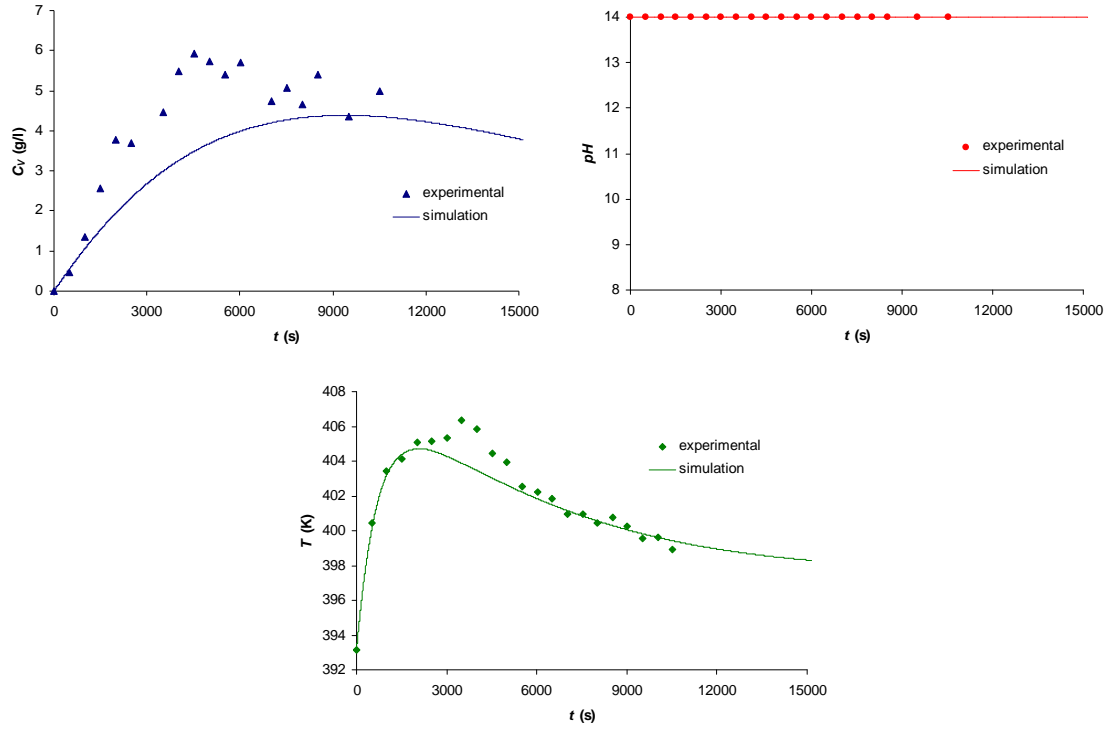 7
6
5
4
3
2
1
0
C_V (g/l)
0 3000 6000 9000 12000 15000
t (s)
experimental
simulation
14
13
12
11
10
9
8
pH
0 3000 6000 9000 12000 15000
t (s)
experimental
simulation
408
406
404
402
400
398
396
394
392
T (K)
0 3000 6000 9000 12000 15000
t (s)
experimental
simulation